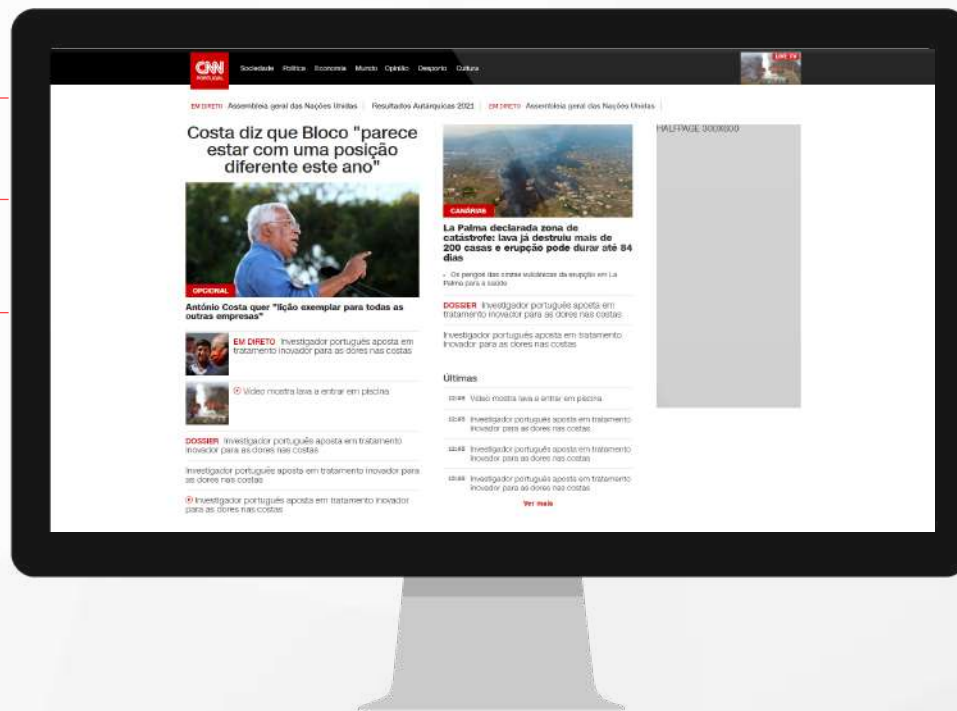 CNN
PORTUGAL
Sociedade Política Economia Mundo Opinião Desporto Cultura
LIVE TV
EM DIRETO Assembleia geral das Nações Unidas
Resultados Autárquicas 2021
EM DIRETO Assembleia geral das Nações Unidas
Costa diz que Bloco "parece
estar com uma posição
diferente este ano"
OPCIONAL
António Costa quer "lição exemplar para todas as
outras empresas"
EM DIRETO Investigador português aposta em
tratamento inovador para as dores nas costas
Vídeo mostra lava a entrar em piscina
DOSSIER Investigador português aposta em tratamento
inovador para as dores nas costas
Investigador português aposta em tratamento inovador para
as dores nas costas
Investigador português aposta em tratamento inovador
para as dores nas costas
CANÁRIAS
La Palma declarada zona de
catástrofe: lava já destruiu mais de
200 casas e erupção pode durar até 84
dias
Os perigos das cinzas vulcânicas da erupção em La
Palma para a saúde
DOSSIER Investigador português aposta em
tratamento inovador para as dores nas costas
Investigador português aposta em tratamento
inovador para as dores nas costas
Últimas
Vídeo mostra lava a entrar em piscina
Investigador português aposta em tratamento
inovador para as dores nas costas
Investigador português aposta em tratamento
inovador para as dores nas costas
Investigador português aposta em tratamento
inovador para as dores nas costas
Ver mais
HALFPAGE 300X600